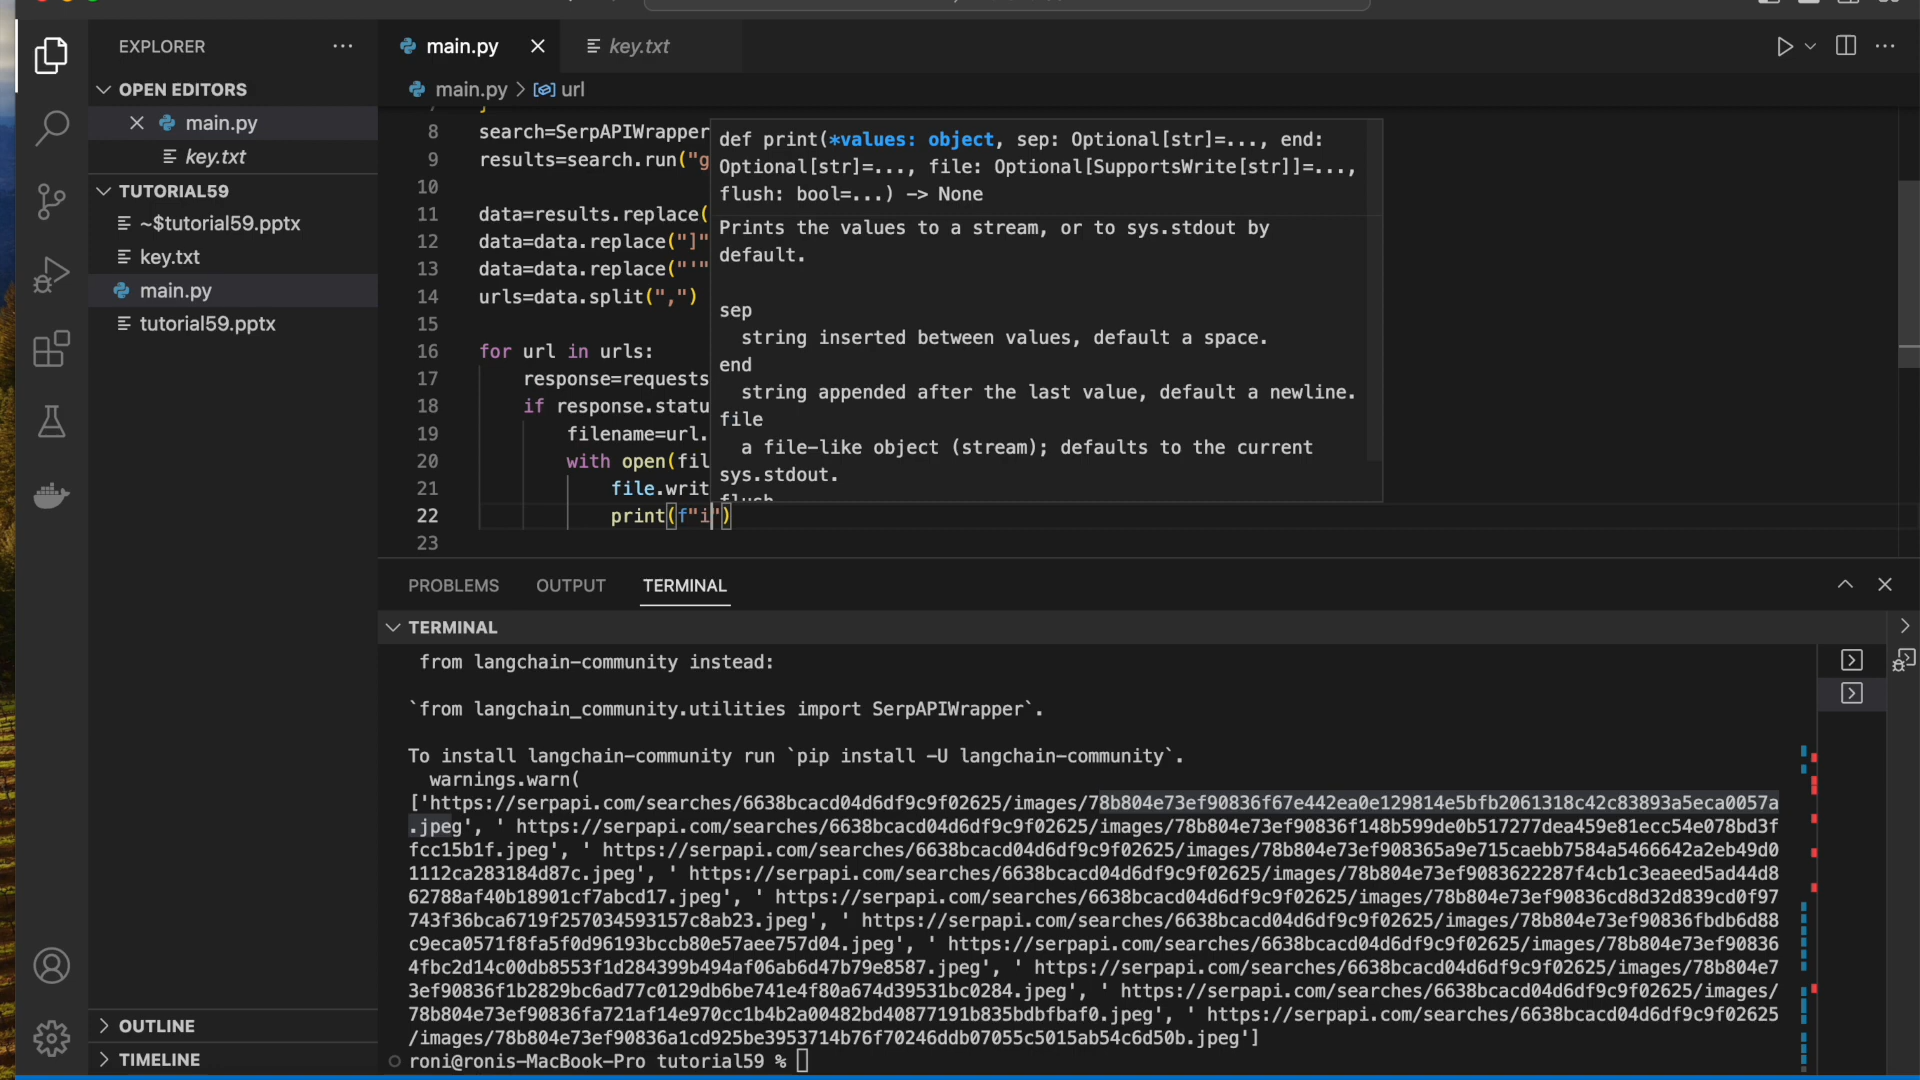 EXPLORER
main.py
key.txt
OPEN EDITORS
main.py > url
main.py
key.txt
TUTORIAL59
~$tutorial59.pptx
key.txt
main.py
tutorial59.pptx
8 search=SerpAPIWrapper
9 results=search.run("g
10
11 data=results.replace(
12 data=data.replace("]"
13 data=data.replace("'"
14 urls=data.split(",")
15
16 for url in urls:
17 response=requests
18 if response.statu
19 filename=url.
20 with open(fil
21 file.writ
22 print(f"i")
23
def print(*values: object, sep: Optional[str]=..., end:
Optional[str]=..., file: Optional[SupportsWrite[str]]=...,
flush: bool=...) -> None
Prints the values to a stream, or to sys.stdout by
default.
sep
string inserted between values, default a space.
end
string appended after the last value, default a newline.
file
a file-like object (stream); defaults to the current
sys.stdout.
flush
PROBLEMS OUTPUT TERMINAL
TERMINAL
from langchain-community instead:
`from langchain_community.utilities import SerpAPIWrapper`.
To install langchain-community run `pip install -U langchain-community`.
warnings.warn(
['https://serpapi.com/searches/6638bcacd04d6df9c9f02625/images/78b804e73ef90836f67e442ea0e129814e5bfb2061318c42c83893a5eca0057a
.jpeg', ' https://serpapi.com/searches/6638bcacd04d6df9c9f02625/images/78b804e73ef90836f148b599de0b517277dea459e81ecc54e078bd3f
fcc15b1f.jpeg', ' https://serpapi.com/searches/6638bcacd04d6df9c9f02625/images/78b804e73ef908365a9e715caebb7584a5466642a2eb49d0
1112ca283184d87c.jpeg', ' https://serpapi.com/searches/6638bcacd04d6df9c9f02625/images/78b804e73ef9083622287f4cb1c3eaeed5ad44d8
62788af40b18901cf7abcd17.jpeg', ' https://serpapi.com/searches/6638bcacd04d6df9c9f02625/images/78b804e73ef90836cd8d32d839cd0f97
743f36bca6719f257034593157c8ab23.jpeg', ' https://serpapi.com/searches/6638bcacd04d6df9c9f02625/images/78b804e73ef90836fbdb6d88
c9eca0571f8fa5f0d96193bccb80e57aee757d04.jpeg', ' https://serpapi.com/searches/6638bcacd04d6df9c9f02625/images/78b804e73ef90836
4fbc2d14c00db8553f1d284399b494af06ab6d47b79e8587.jpeg', ' https://serpapi.com/searches/6638bcacd04d6df9c9f02625/images/78b804e7
3ef90836f1b2829bc6ad77c0129db6be741e4f80a674d39531bc0284.jpeg', ' https://serpapi.com/searches/6638bcacd04d6df9c9f02625/images/
78b804e73ef90836fa721af14e970cc1b4b2a00482bd40877191b835bdbfbaf0.jpeg', ' https://serpapi.com/searches/6638bcacd04d6df9c9f02625
/images/78b804e73ef90836a1cd925be3953714b76f70246ddb07055c5015ab54c6d50b.jpeg']
roni@ronis-MacBook-Pro tutorial59 %
OUTLINE
TIMELINE